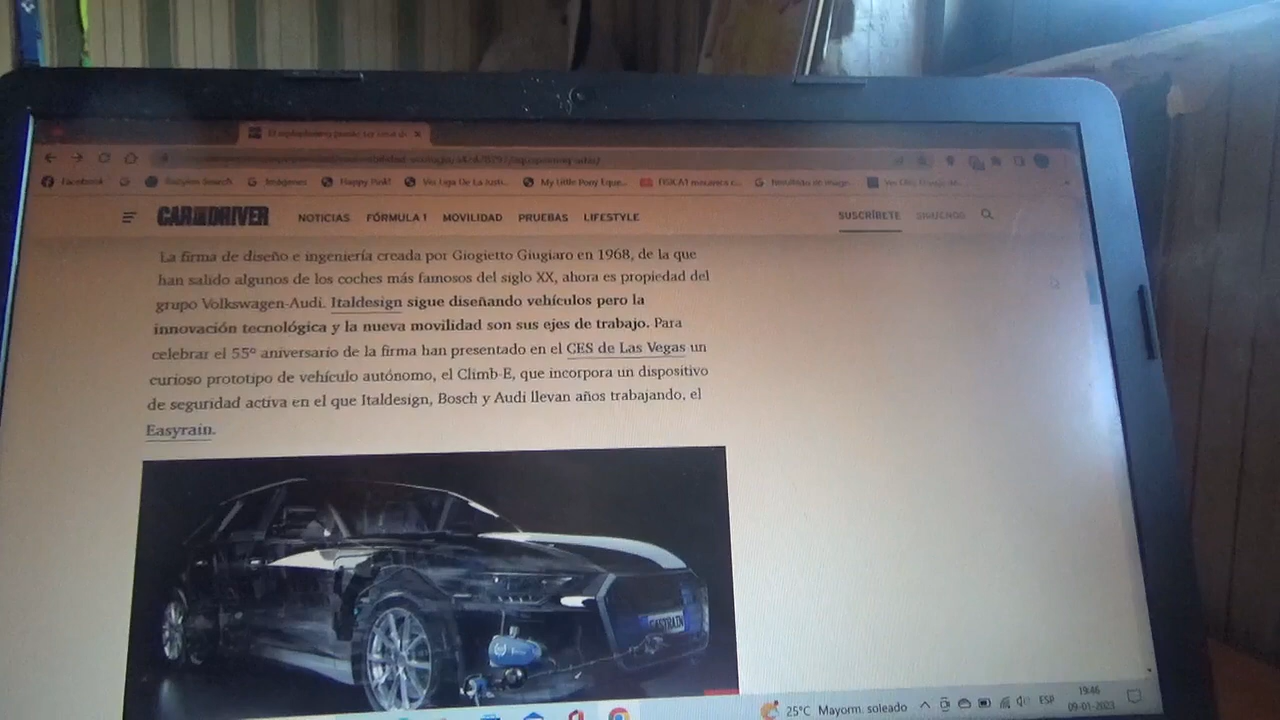 Facebook
Imágenes
Happy Pink!
Ver Liga De La Justi...
My Little Pony Eque...
CAR AND DRIVER NOTICIAS FÓRMULA 1 MOVILIDAD PRUEBAS LIFESTYLE SUSCRÍBETE SÍGUENOS
La firma de diseño e ingeniería creada por Giogietto Giugiaro en 1968, de la que
han salido algunos de los coches más famosos del siglo XX, ahora es propiedad del
grupo Volkswagen-Audi. Italdesign sigue diseñando vehículos pero la
innovación tecnológica y la nueva movilidad son sus ejes de trabajo. Para
celebrar el 55º aniversario de la firma han presentado en el CES de Las Vegas un
curioso prototipo de vehículo autónomo, el Climb-E, que incorpora un dispositivo
de seguridad activa en el que Italdesign, Bosch y Audi llevan años trabajando, el
Easyrain.
EASYRAIN
25°C Mayorm. soleado
ESP
19:46
09-01-2023